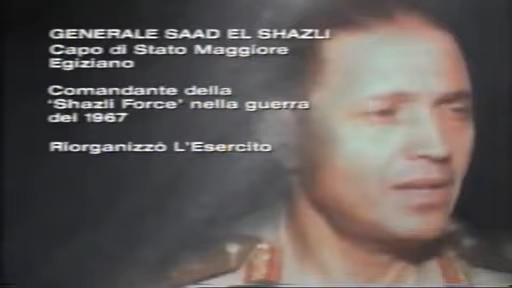 GENERALE SAAD EL SHAZLI
Capo di Stato Maggiore
Egiziano
Comandante della
'Shazli Force' nella guerra
del 1967
Riorganizzò L'Esercito